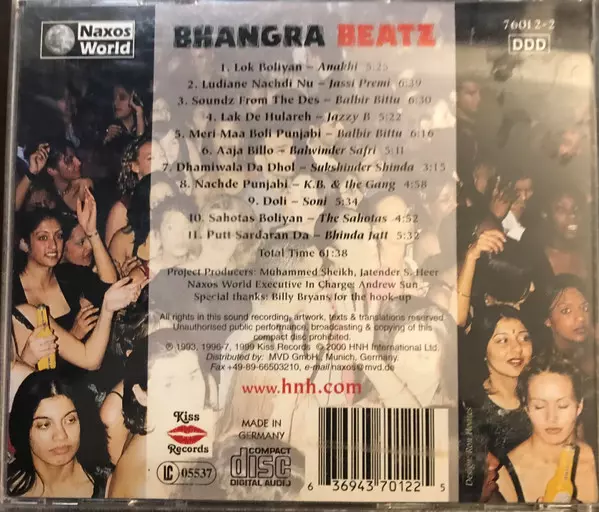 Naxos
World
BHANGRA BEATZ
76012-2
DDD
1. Lok Boliyan – Anakhi 5:25
2. Ludiane Nachdi Nu – Jassi Premi 6:39
3. Soundz From The Des – Balbir Bittu 6:30
4. Lak De Hulareh – Jazzy B 5:22
5. Meri Maa Boli Punjabi – Balbir Bittu 6:16
6. Aaja Billo – Balwinder Safri 5:11
7. Dhamiwala Da Dhol – Sukshinder Shinda 3:15
8. Nachde Punjabi – K.B. & the Gang 4:58
9. Doli – Soni 5:34
10. Sahotas Boliyan – The Sahotas 4:52
11. Putt Sardaran Da – Bhinda Jatt 5:32
Total Time 61:38
Project Producers: Muhammed Sheikh, Jatender S. Heer
Naxos World Executive In Charge: Andrew Sun
Special thanks: Billy Bryans for the hook-up
All rights in this sound recording, artwork, texts & translations reserved.
Unauthorised public performance, broadcasting & copying of this
compact disc prohibited.
℗ 1993, 1996-7, 1999 Kiss Records © 2000 HNH International Ltd.
Distributed by: MVD GmbH., Munich, Germany.
Fax +49-89-66503210, e-mail naxos@mvd.de
www.hnh.com
Kiss
Records
LC 05537
MADE IN
GERMANY
COMPACT
disc
DIGITAL AUDIO
6 36943 70122 5